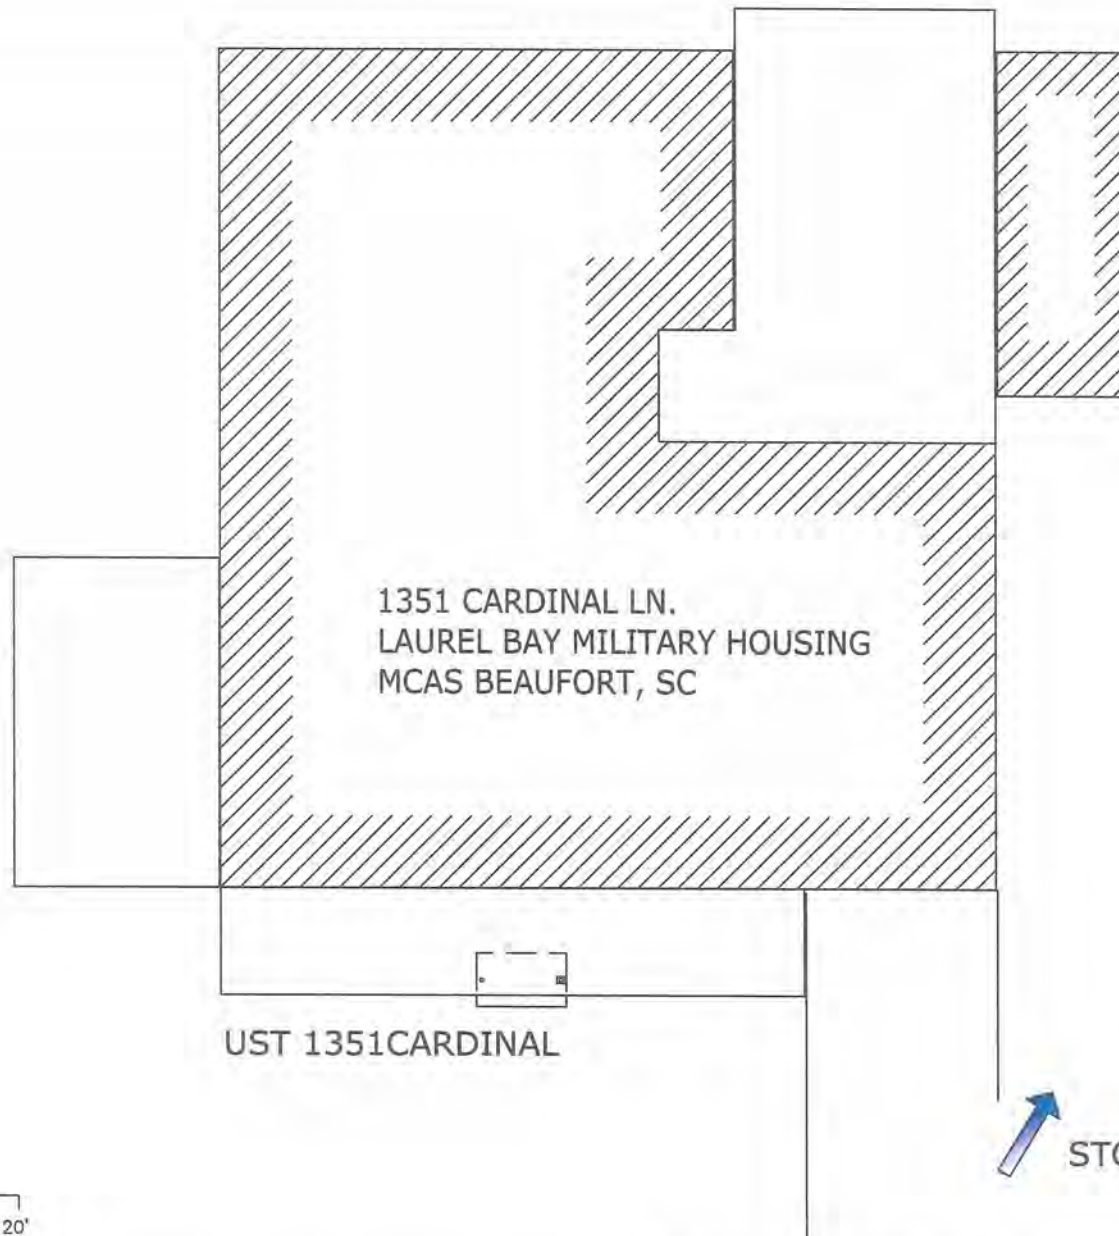 1351 CARDINAL LN.
LAUREL BAY MILITARY HOUSING
MCAS BEAUFORT, SC
UST 1351CARDINAL
20'